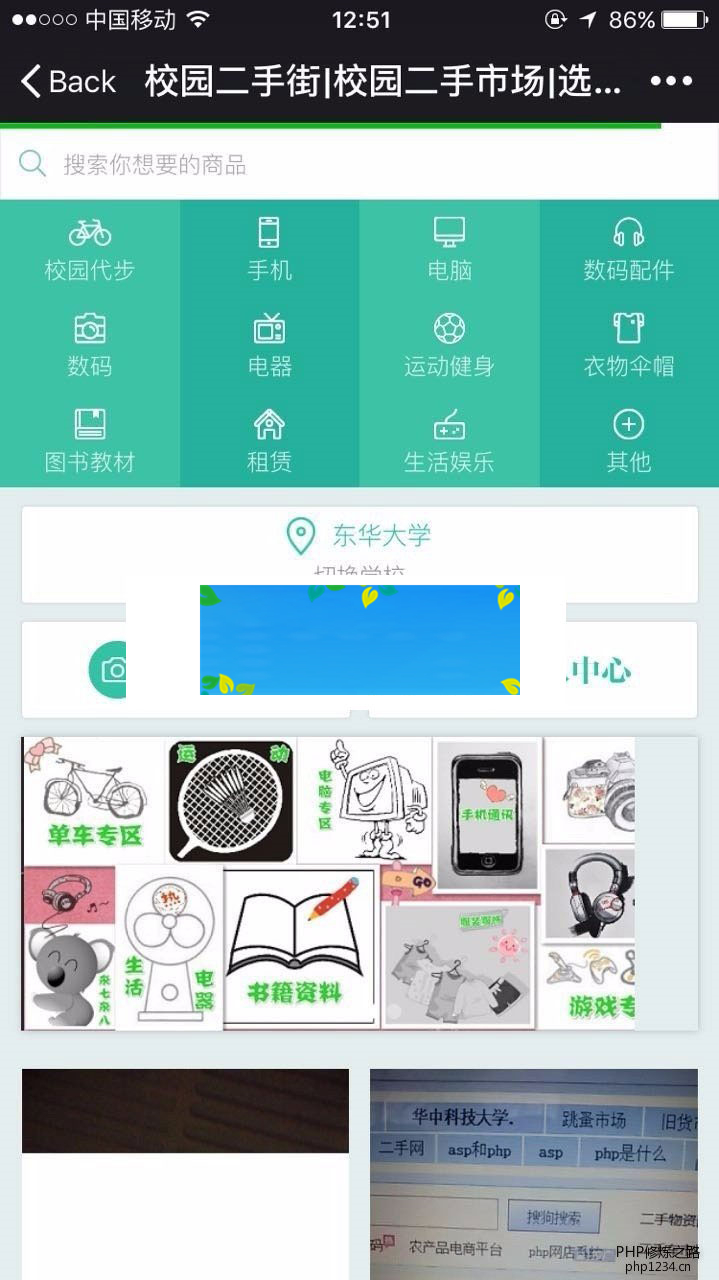 中国移动 12:51 86%
Back 校园二手街|校园二手市场|选...
搜索你想要的商品
校园代步 手机 电脑 数码配件
数码 电器 运动健身 衣物伞帽
图书教材 租赁 生活娱乐 其他
东华大学
切换学校
中心
运动
单车专区
电脑专区
手机通讯
GO
热
生活电器
杂七杂八
书籍资料
服装服饰
游戏专
华中科技大学. 跳蚤市场 旧货
二手网 asp和php asp php是什么
搜狗搜索 二手物资
农产品电商平台 php网店系统
PHP修炼之路
php1234.cn